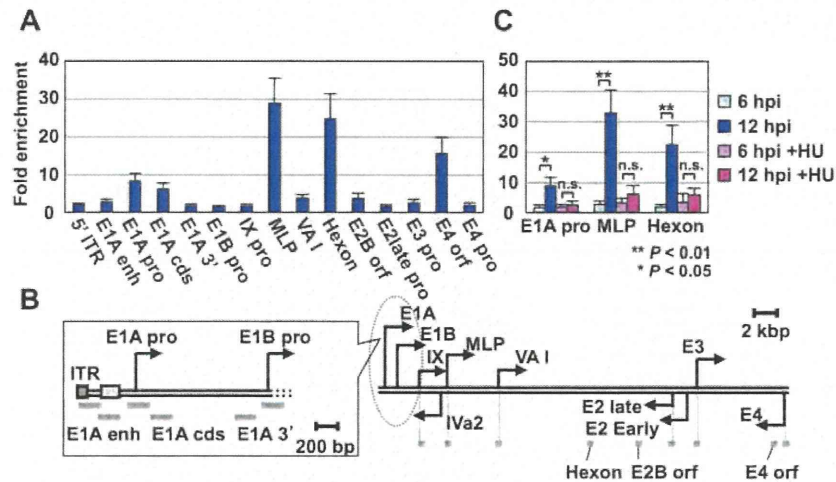 A
Fold enrichment
40
30
20
10
0
5' ITR
E1A enh
E1A pro
E1A cds
E1A 3'
E1B pro
IX pro
MLP
VA I
Hexon
E2B orf
E2late pro
E3 pro
E4 orf
E4 pro
C
50
40
30
20
10
0
*
n.s.
**
n.s.
**
n.s.
E1A pro MLP Hexon
6 hpi
12 hpi
6 hpi +HU
12 hpi +HU
** P < 0.01
* P < 0.05
B
E1A pro
E1B pro
ITR
E1A enh E1A cds E1A 3'
200 bp
E1A
E1B
IX
MLP
VA I
IVa2
E3
E2 late
E2 Early
E4
2 kbp
Hexon E2B orf E4 orf